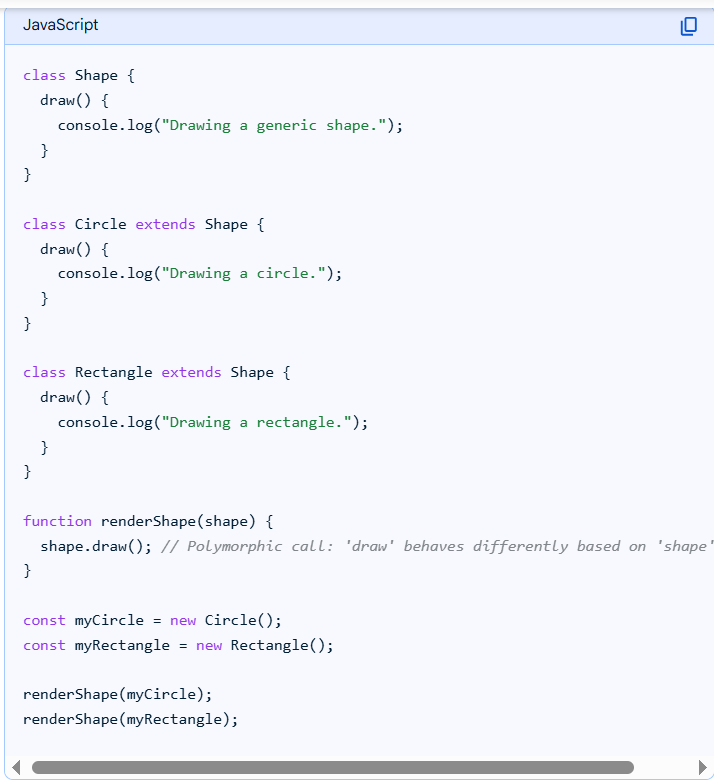 JavaScript
class Shape {
  draw() {
    console.log("Drawing a generic shape.");
  }
}

class Circle extends Shape {
  draw() {
    console.log("Drawing a circle.");
  }
}

class Rectangle extends Shape {
  draw() {
    console.log("Drawing a rectangle.");
  }
}

function renderShape(shape) {
  shape.draw(); // Polymorphic call: 'draw' behaves differently based on 'shape'
}

const myCircle = new Circle();
const myRectangle = new Rectangle();

renderShape(myCircle);
renderShape(myRectangle);